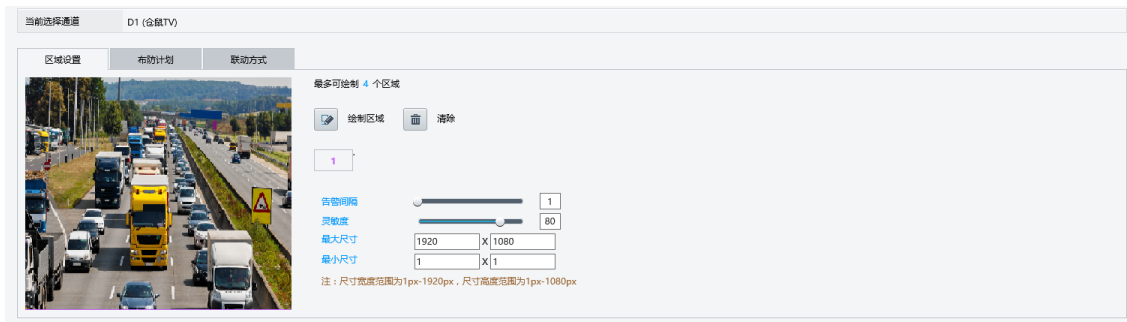 当前选择通道 D1 (仓鼠TV)
区域设置 布防计划 联动方式
最多可绘制 4 个区域
绘制区域 清除
1
告警间隔 1
灵敏度 80
最大尺寸 1920 X 1080
最小尺寸 1 X 1
注：尺寸宽度范围为1px-1920px，尺寸高度范围为1px-1080px